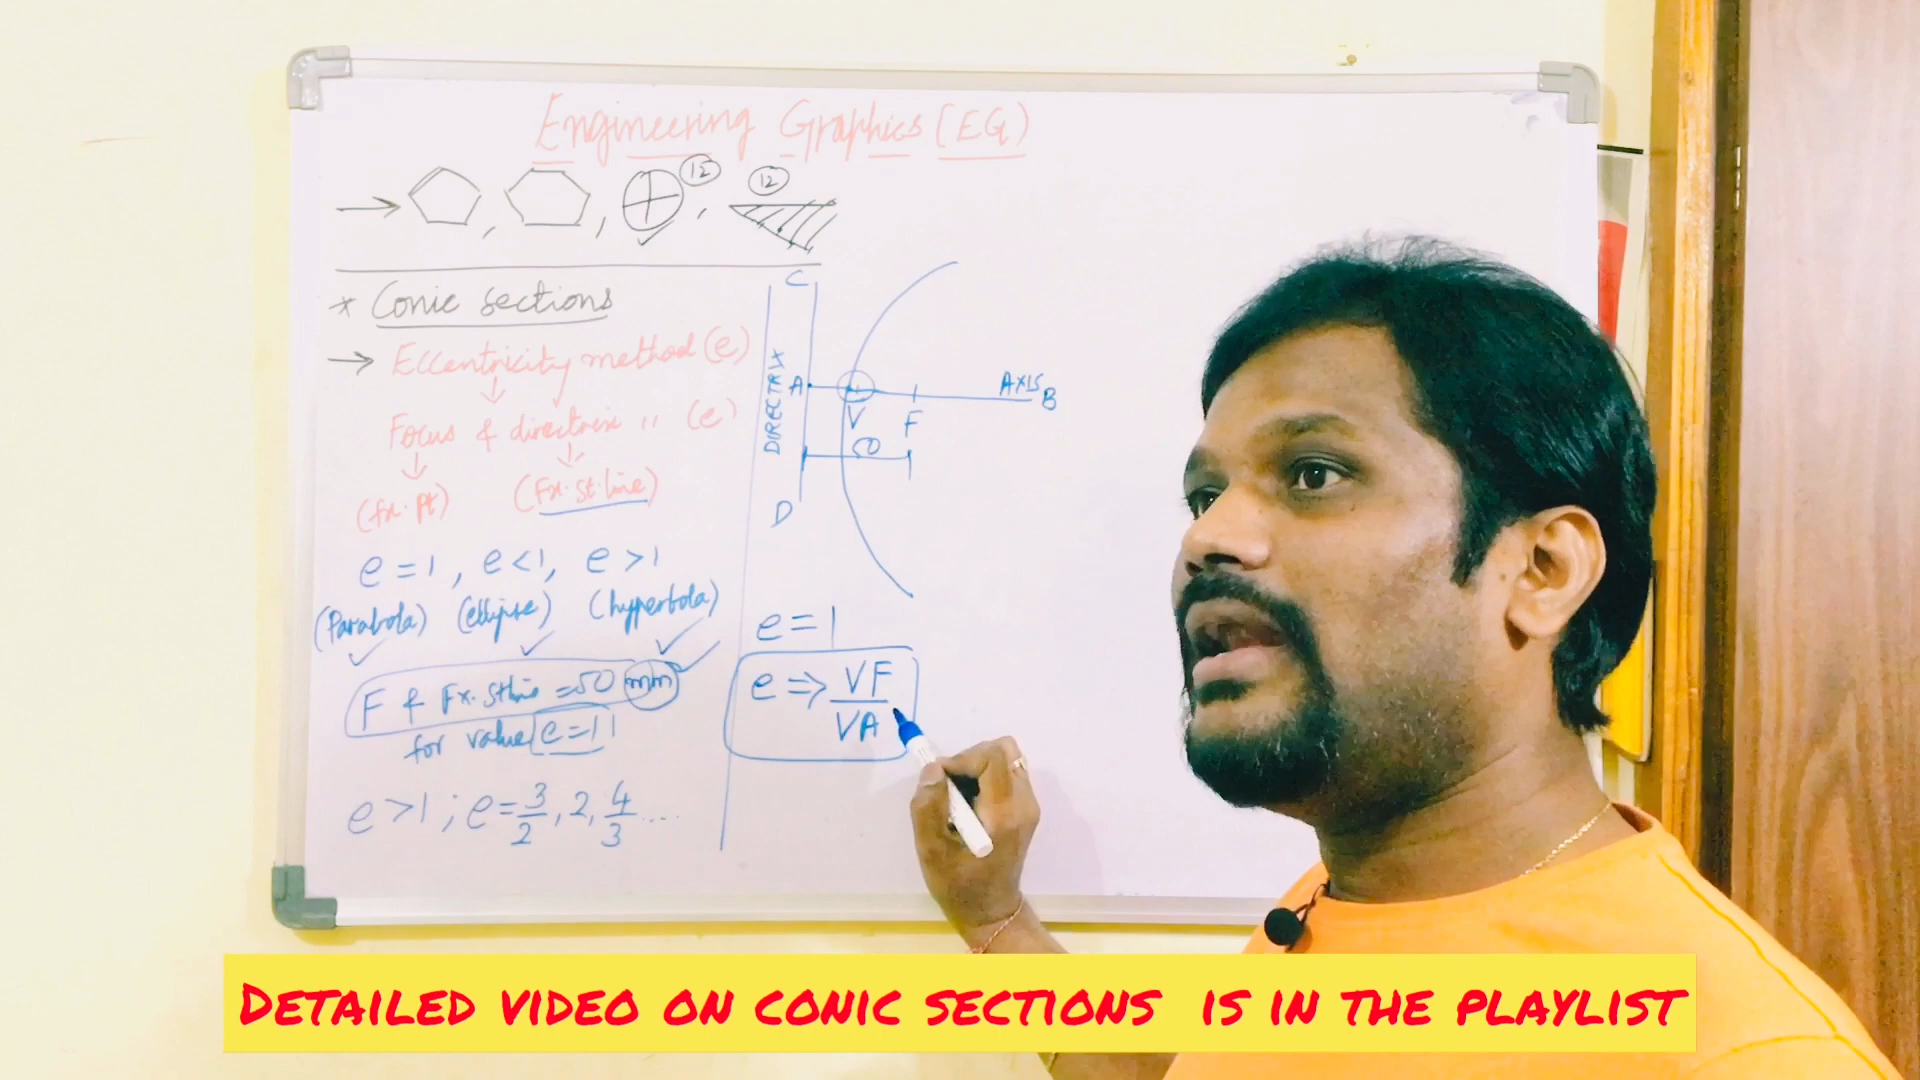 Engineering Graphics (EG)
12
12
* Conic sections
→ Eccentricity method (e)
Focus & directrix " (e)
(fx. pt) (Fx. st. line)
e = 1, e < 1, e > 1
(Parabola) (ellipse) (hyperbola)
F & Fx. st line = 50 mm
for value e = 1
e > 1 ; e = 3/2, 2, 4/3 ....
C
DIRECTRIX
A
V
F
AXIS
B
50
D
e = 1
e ⇒ VF/VA
DETAILED VIDEO ON CONIC SECTIONS IS IN THE PLAYLIST